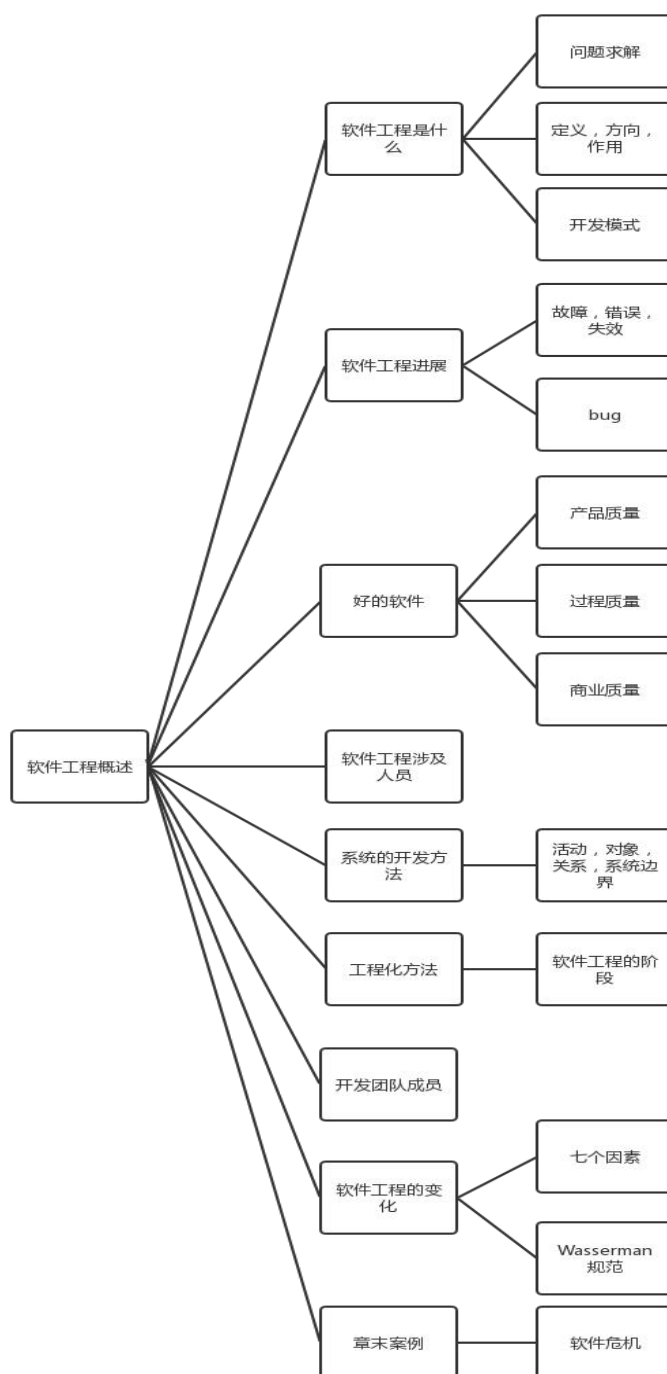 问题求解
软件工程是什
么
定义，方向，
作用
开发模式
故障，错误，
失效
软件工程进展
bug
产品质量
好的软件
过程质量
商业质量
软件工程概述
软件工程涉及
人员
系统的开发方
法
活动，对象，
关系，系统边
界
工程化方法
软件工程的阶
段
开发团队成员
七个因素
软件工程的变
化
Wasserman
规范
章末案例
软件危机